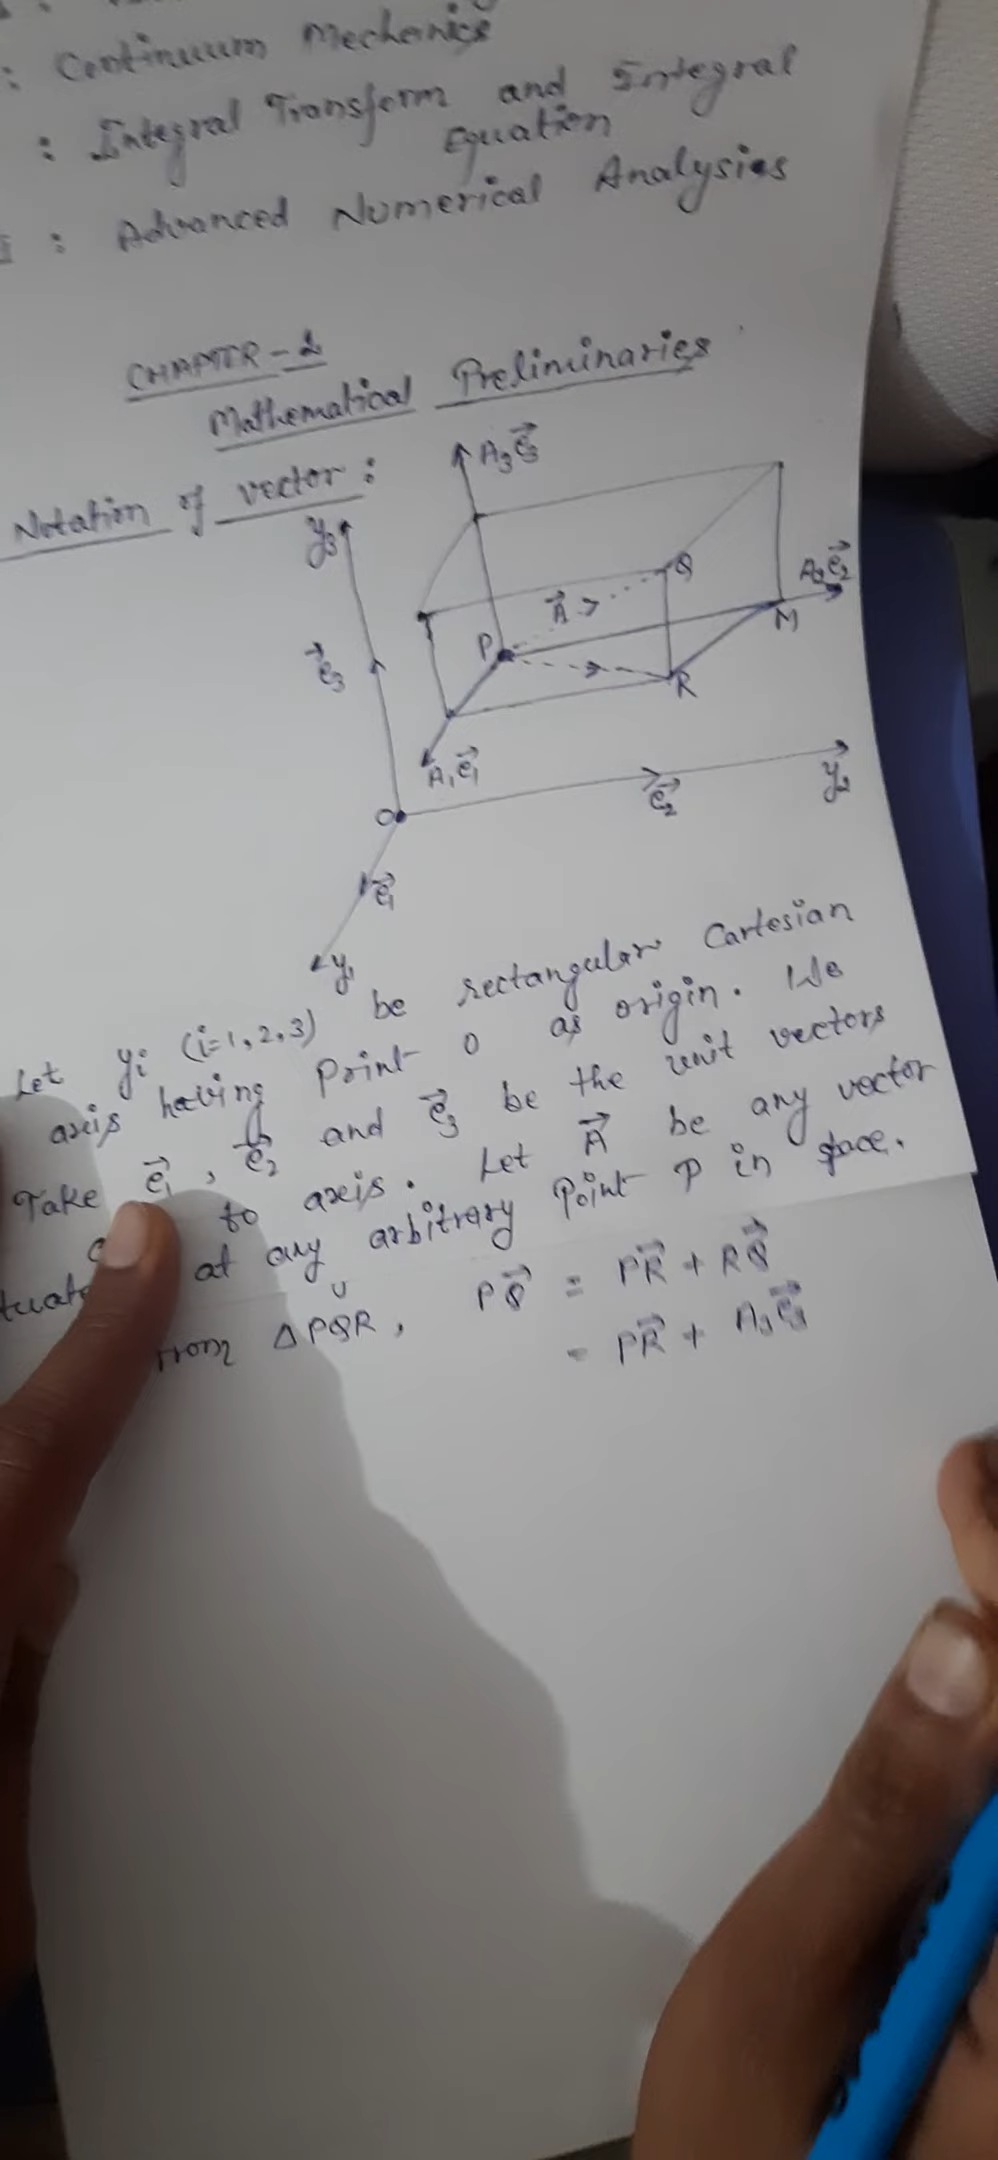 : Continuum Mechanics
: Integral Transform and Integral
Equation
: Advanced Numerical Analysies
CHAPTER-2
Mathematical Preliminaries
Notation of vector :
A₃e⃗₃
y₃
Q
A⃗
A₂e⃗₂
P
M
e⃗₃
R
A₁e⃗₁
y₂
e⃗₂
O
e⃗₁
y₁
Let yi (i=1,2,3) be rectangular Cartesian
axis having Point O as origin. We
Take e⃗₁, e⃗₂ and e⃗₃ be the unit vectors
to axis. Let A⃗ be any vector
at any arbitrary Point P in space.
From ΔPQR, PQ⃗ = PR⃗ + RQ⃗
= PR⃗ + A₃e⃗₃